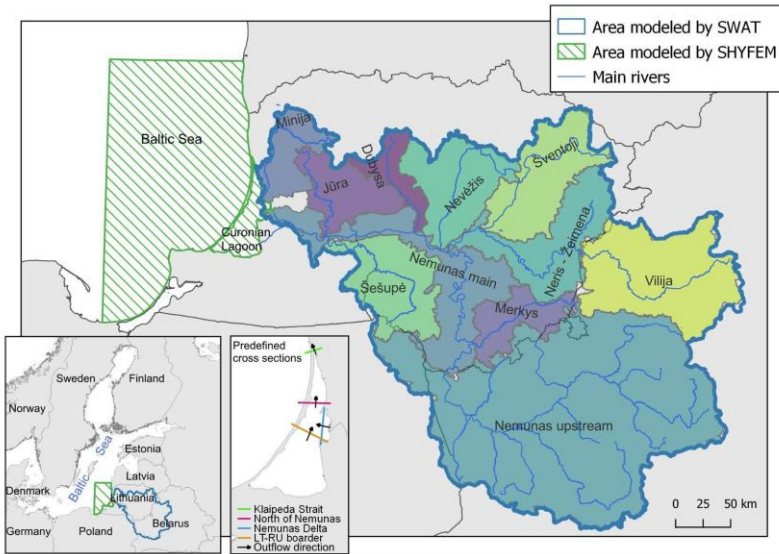 Area modeled by SWAT
Area modeled by SHYFEM
Main rivers
Baltic Sea
Curonian
Lagoon
Minija
Jūra
Dubysa
Nevėžis
Šventoji
Neris - Žeimena
Nemunas main
Šešupė
Merkys
Vilija
Nemunas upstream
0 25 50 km
Sweden
Finland
Norway
Estonia
Baltic Sea
Latvia
Denmark
Lithuania
Belarus
Germany
Poland
Predefined
cross sections
Klaipeda Strait
North of Nemunas
Nemunas Delta
LT-RU boarder
Outflow direction